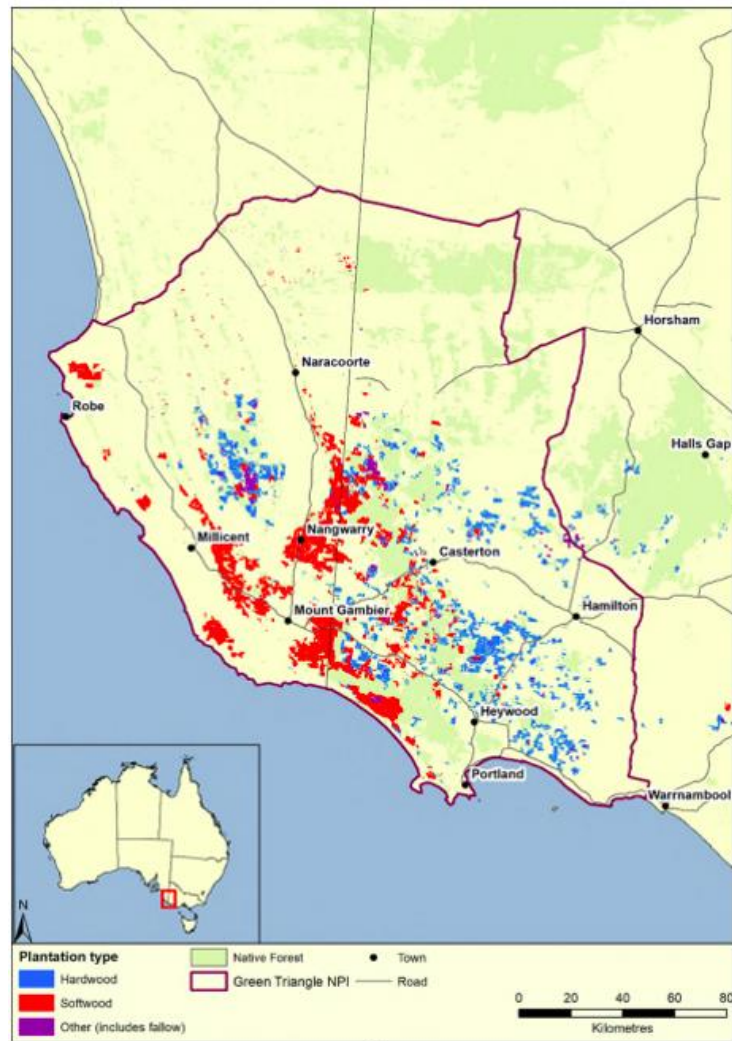 Horsham
Naracoorte
Robe
Halls Gap
Nangwarry
Millicent
Casterton
Mount Gambier
Hamilton
Heywood
Portland
Warrnambool
N
Plantation type
Hardwood
Softwood
Other (includes fallow)
Native Forest
Green Triangle NPI
Town
Road
0 20 40 60 80
Kilometres